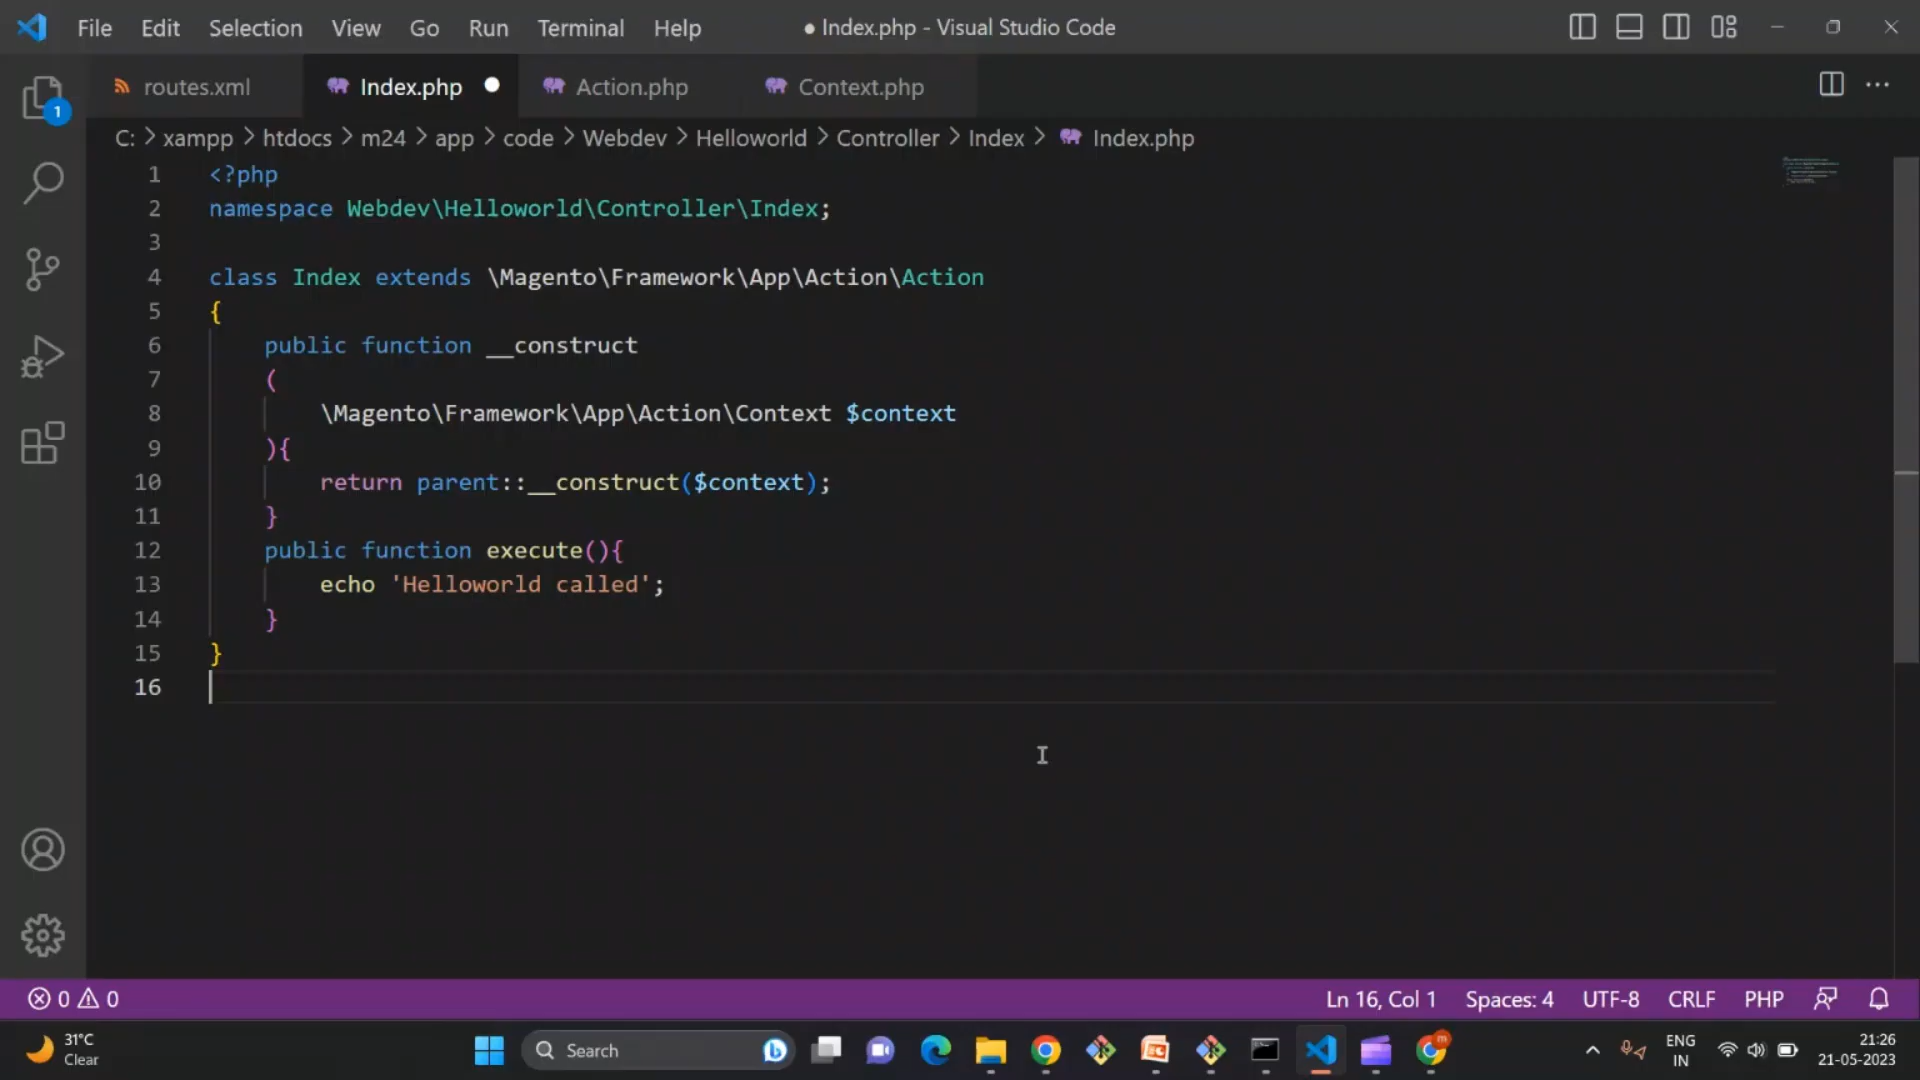 File Edit Selection View Go Run Terminal Help ● Index.php - Visual Studio Code
routes.xml Index.php ● Action.php Context.php ···
1
C: > xampp > htdocs > m24 > app > code > Webdev > Helloworld > Controller > Index > Index.php
1 <?php
2 namespace Webdev\Helloworld\Controller\Index;
3
4 class Index extends \Magento\Framework\App\Action\Action
5 {
6 public function __construct
7 (
8 \Magento\Framework\App\Action\Context $context
9 ){
10 return parent::__construct($context);
11 }
12 public function execute(){
13 echo 'Helloworld called';
14 }
15 }
16
0 0 Ln 16, Col 1 Spaces: 4 UTF-8 CRLF PHP
31°C
Clear
Search
m
ENG
IN
21:26
21-05-2023